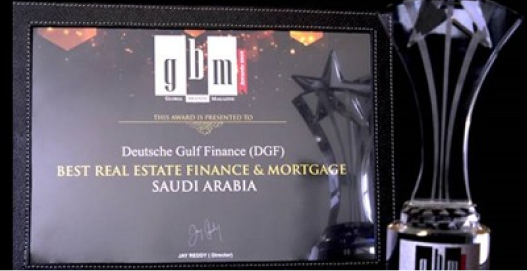 gbm
GLOBAL BRANDS MAGAZINE
THIS AWARD IS PRESENTED TO
Deutsche Gulf Finance (DGF)
BEST REAL ESTATE FINANCE & MORTGAGE
SAUDI ARABIA
JAY REDDY ( Director)
gbm